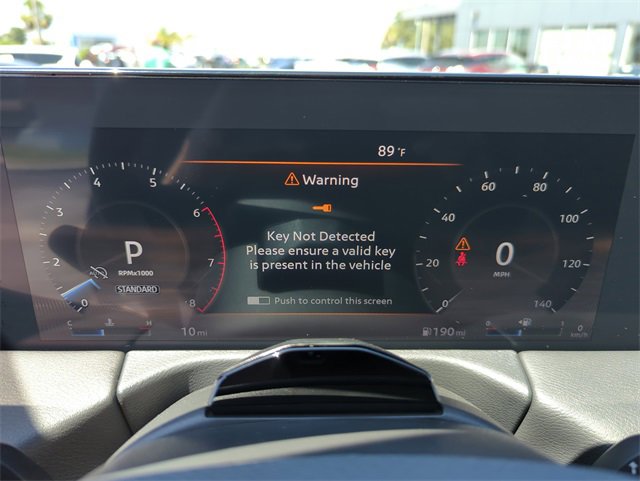 89 °F
Warning
Key Not Detected
Please ensure a valid key
is present in the vehicle
Push to control this screen
0
2
3
4
5
6
7
8
P
RPMx1000
STANDARD
C H
10 mi
0
20
40
60
80
100
120
140
0
MPH
190 mi
0
0
km/h